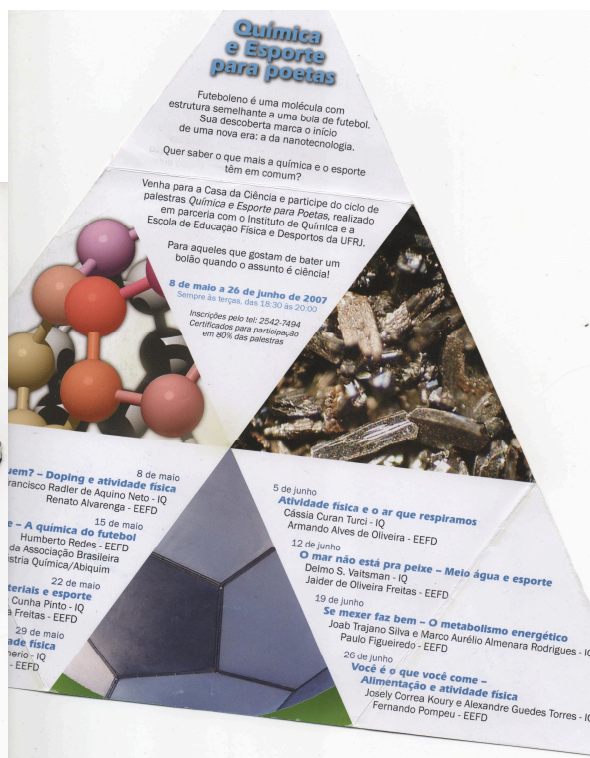 Química
e Esporte
para poetas
Futeboleno é uma molécula com
estrutura semelhante a uma bola de futebol.
Sua descoberta marca o início
de uma nova era: a da nanotecnologia.
Quer saber o que mais a química e o esporte
têm em comum?
Venha para a Casa da Ciência e participe do ciclo de
palestras Química e Esporte para Poetas, realizado
em parceria com o Instituto de Química e a
Escola de Educação Física e Desportos da UFRJ.
Para aqueles que gostam de bater um
bolão quando o assunto é ciência!
8 de maio a 26 de junho de 2007
Sempre às terças, das 18:30 às 20:00
Inscrições pelo tel: 2542-7494
Certificados para participação
em 80% das palestras
8 de maio
uem? – Doping e atividade física
rancisco Radler de Aquino Neto - IQ
Renato Alvarenga - EEFD
15 de maio
e – A química do futebol
Humberto Redes - EEFD
da Associação Brasileira
stria Química/Abiquim
22 de maio
teriais e esporte
Cunha Pinto - IQ
a Freitas - EEFD
29 de maio
ade física
nerio - IQ
- EEFD
5 de junho
Atividade física e o ar que respiramos
Cássia Curan Turci - IQ
Armando Alves de Oliveira - EEFD
12 de junho
O mar não está pra peixe – Meio água e esporte
Delmo S. Vaitsman - IQ
Jaider de Oliveira Freitas - EEFD
19 de junho
Se mexer faz bem – O metabolismo energético
Joab Trajano Silva e Marco Aurélio Almenara Rodrigues - IQ
Paulo Figueiredo - EEFD
26 de junho
Você é o que você come –
Alimentação e atividade física
Josely Correa Koury e Alexandre Guedes Torres - IQ
Fernando Pompeu - EEFD